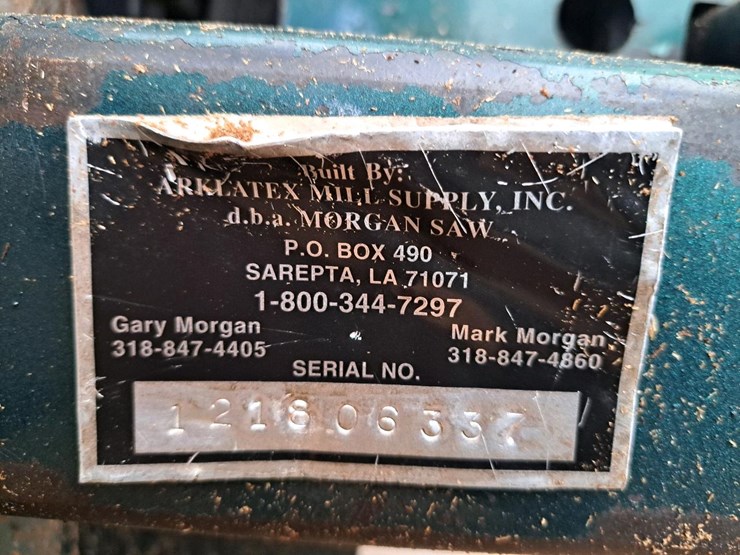 Built By:
ARKLATEX MILL SUPPLY, INC.
d.b.a. MORGAN SAW
P.O. BOX 490
SAREPTA, LA 71071
1-800-344-7297
Gary Morgan
318-847-4405
Mark Morgan
318-847-4860
SERIAL NO.
121806337